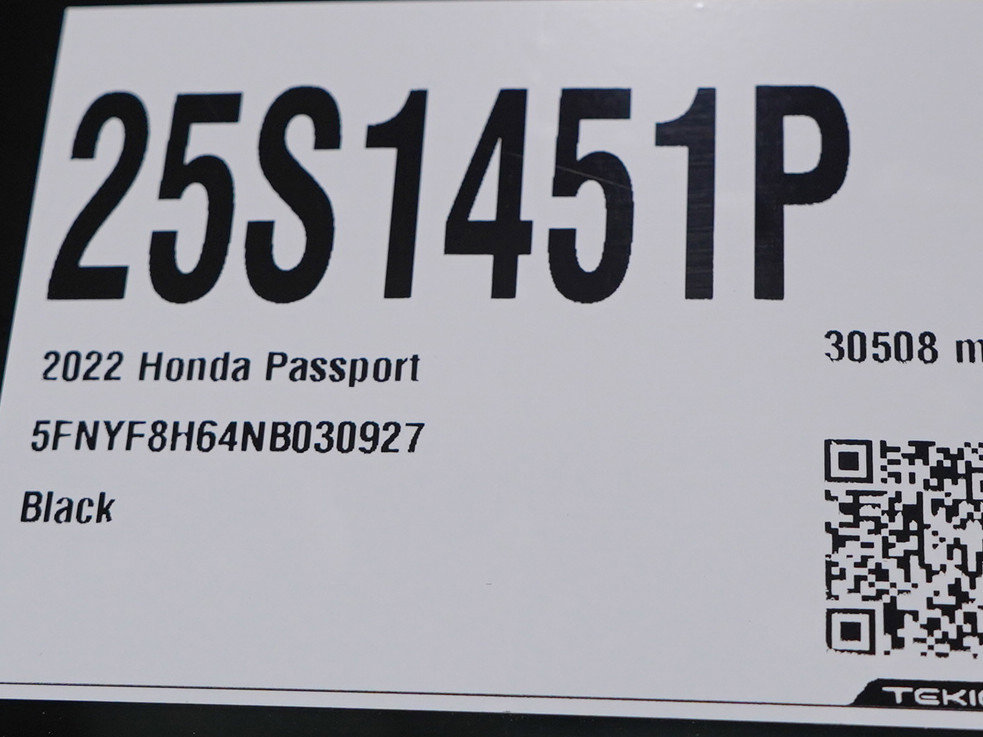 25S1451P
2022 Honda Passport
30508 m
5FNYF8H64NB030927
Black